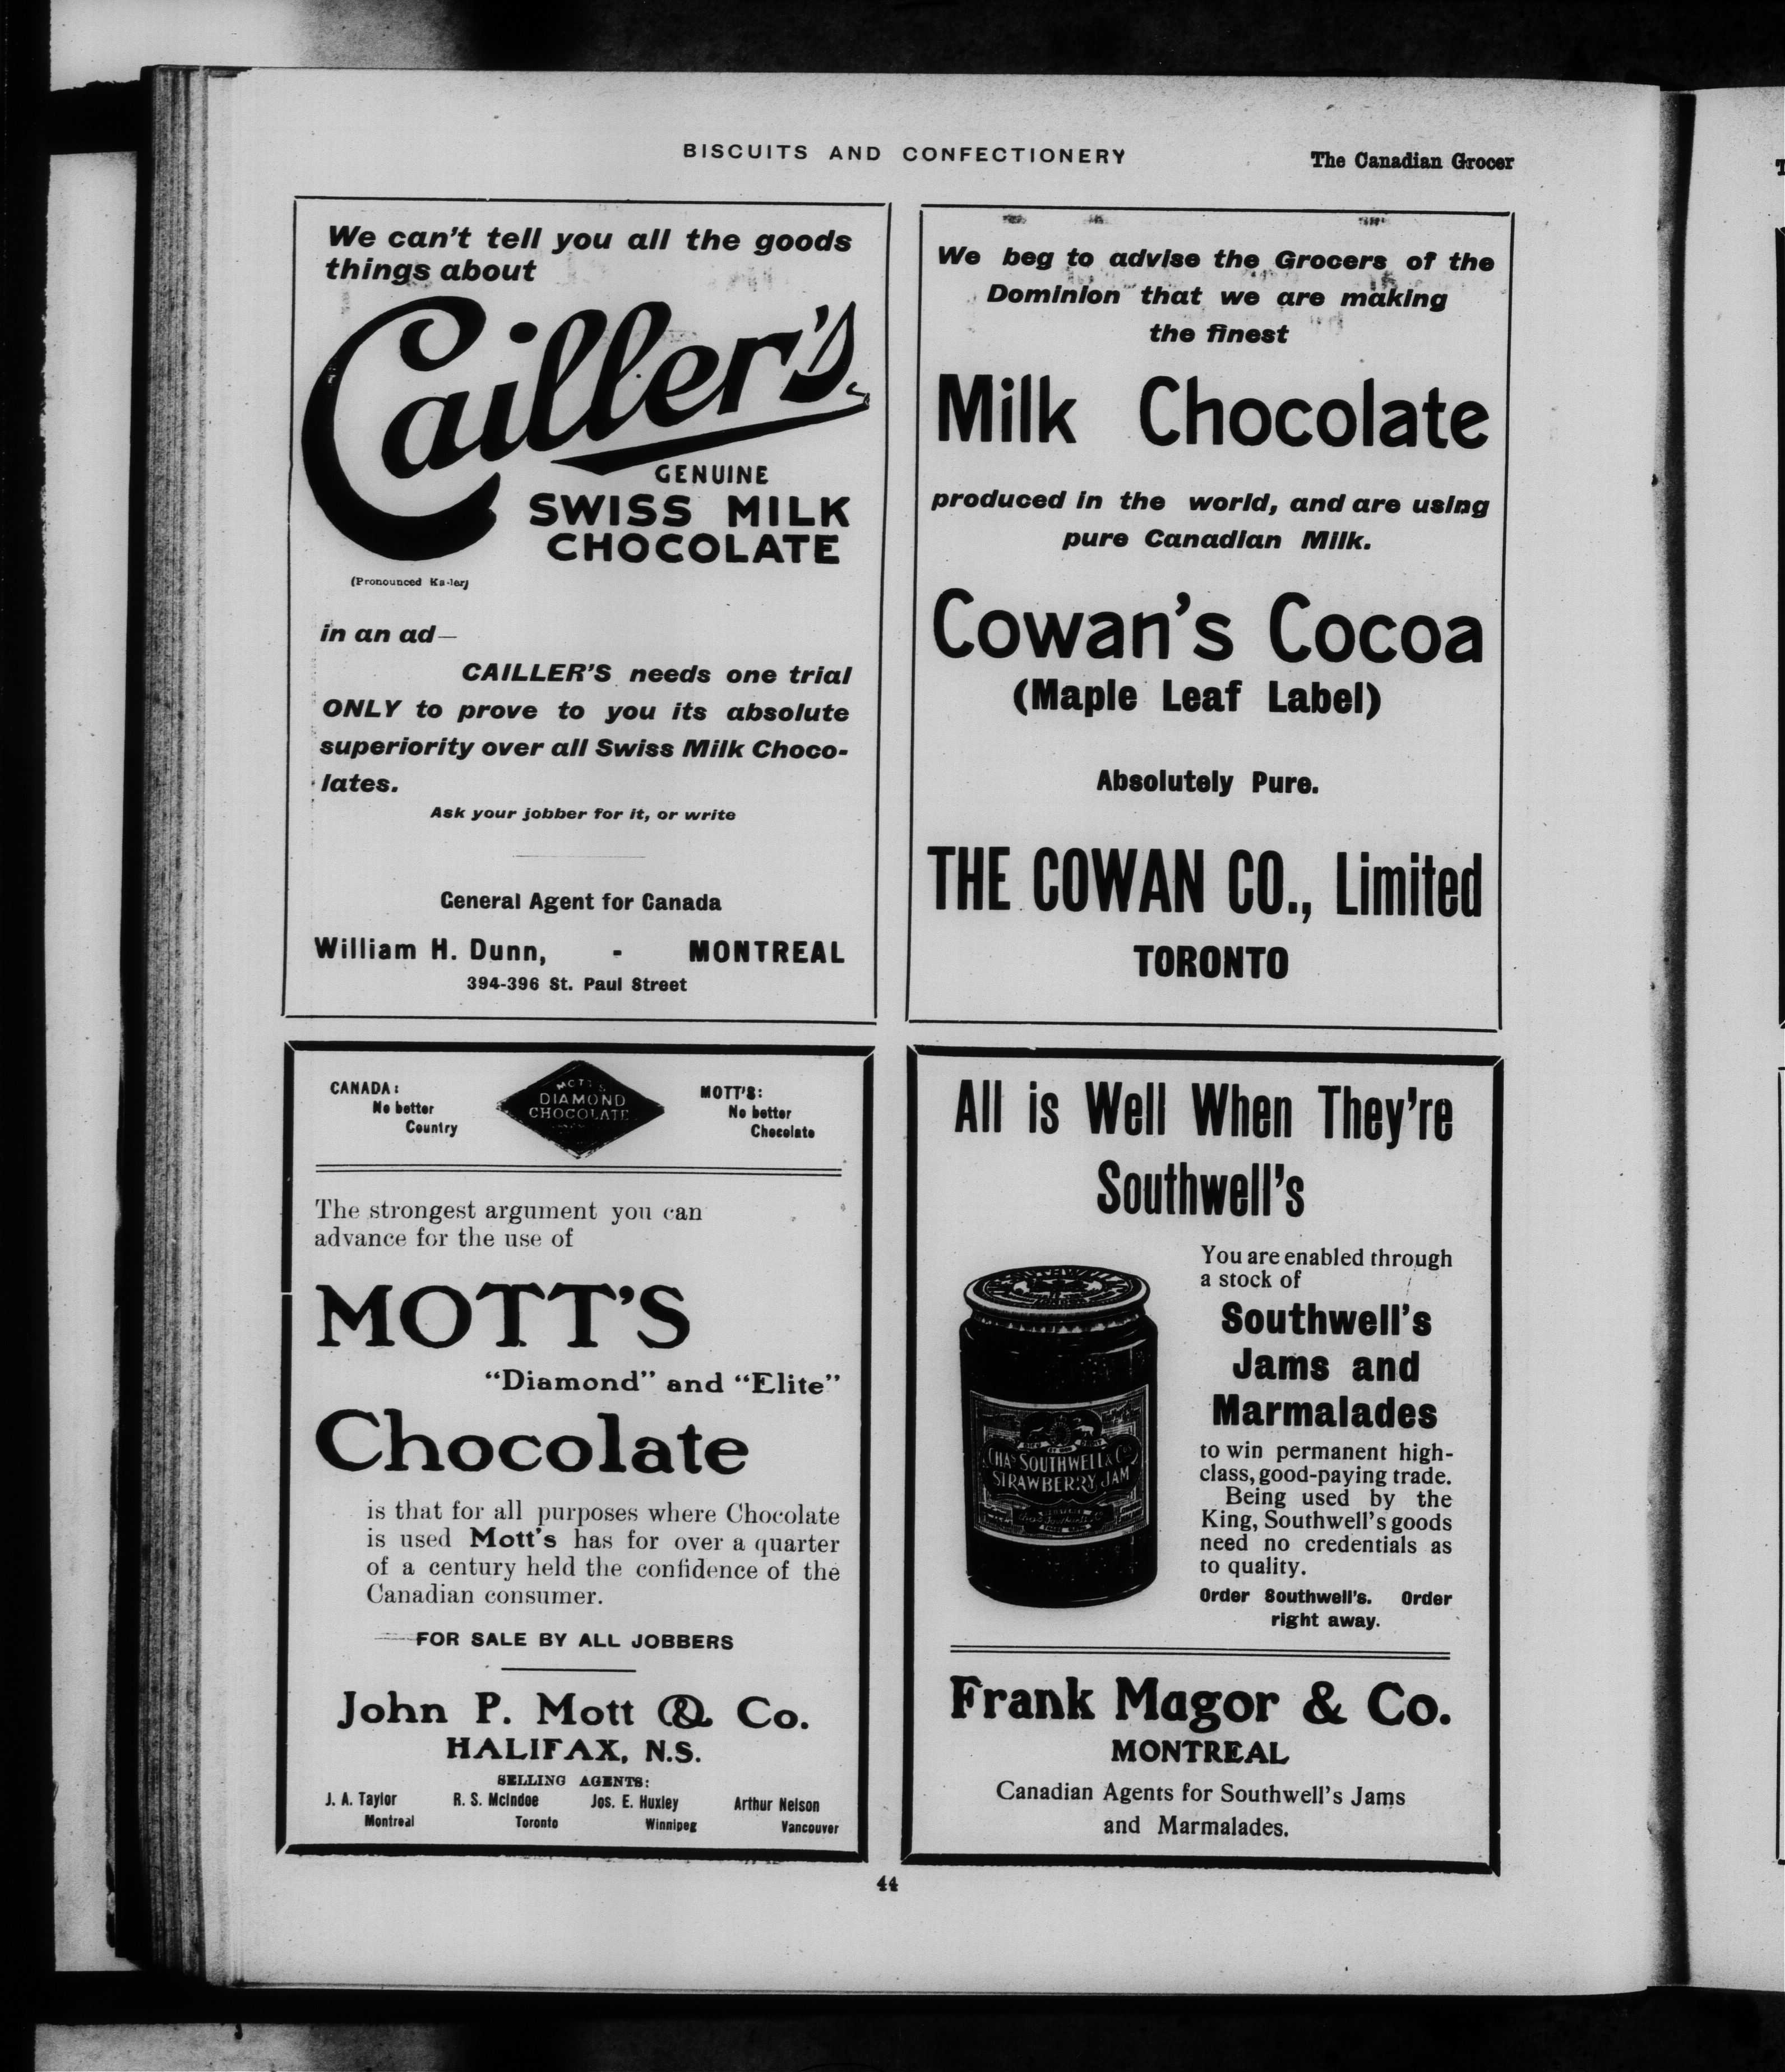 BISCUITS AND CONFECTIONERY
The Canadian Grocer
We can't tell you all the goods
things about
Cailler's
GENUINE
SWISS MILK
CHOCOLATE
(Pronounced Ka-ler)
in an ad—
CAILLER'S needs one trial
ONLY to prove to you its absolute
superiority over all Swiss Milk Choco-
lates.
Ask your jobber for it, or write
General Agent for Canada
William H. Dunn, - MONTREAL
394-396 St. Paul Street
We beg to advise the Grocers of the
Dominion that we are making
the finest
Milk Chocolate
produced in the world, and are using
pure Canadian Milk.
Cowan's Cocoa
(Maple Leaf Label)
Absolutely Pure.
THE COWAN CO., Limited
TORONTO
CANADA:
No better
Country
MOTT'S
DIAMOND
CHOCOLATE
MOTT'S:
No better
Chocolate
The strongest argument you can
advance for the use of
MOTT'S
"Diamond" and "Elite"
Chocolate
is that for all purposes where Chocolate
is used Mott's has for over a quarter
of a century held the confidence of the
Canadian consumer.
FOR SALE BY ALL JOBBERS
John P. Mott & Co.
HALIFAX, N.S.
SELLING AGENTS:
J. A. Taylor R. S. McIndoe Jos. E. Huxley Arthur Nelson
Montreal Toronto Winnipeg Vancouver
All is Well When They're
Southwell's
You are enabled through
a stock of
Southwell's
Jams and
Marmalades
to win permanent high-
class, good-paying trade.
Being used by the
King, Southwell's goods
need no credentials as
to quality.
Order Southwell's. Order
right away.
CHAS SOUTHWELL & Co's
STRAWBERRY JAM
Frank Magor & Co.
MONTREAL
Canadian Agents for Southwell's Jams
and Marmalades.
44